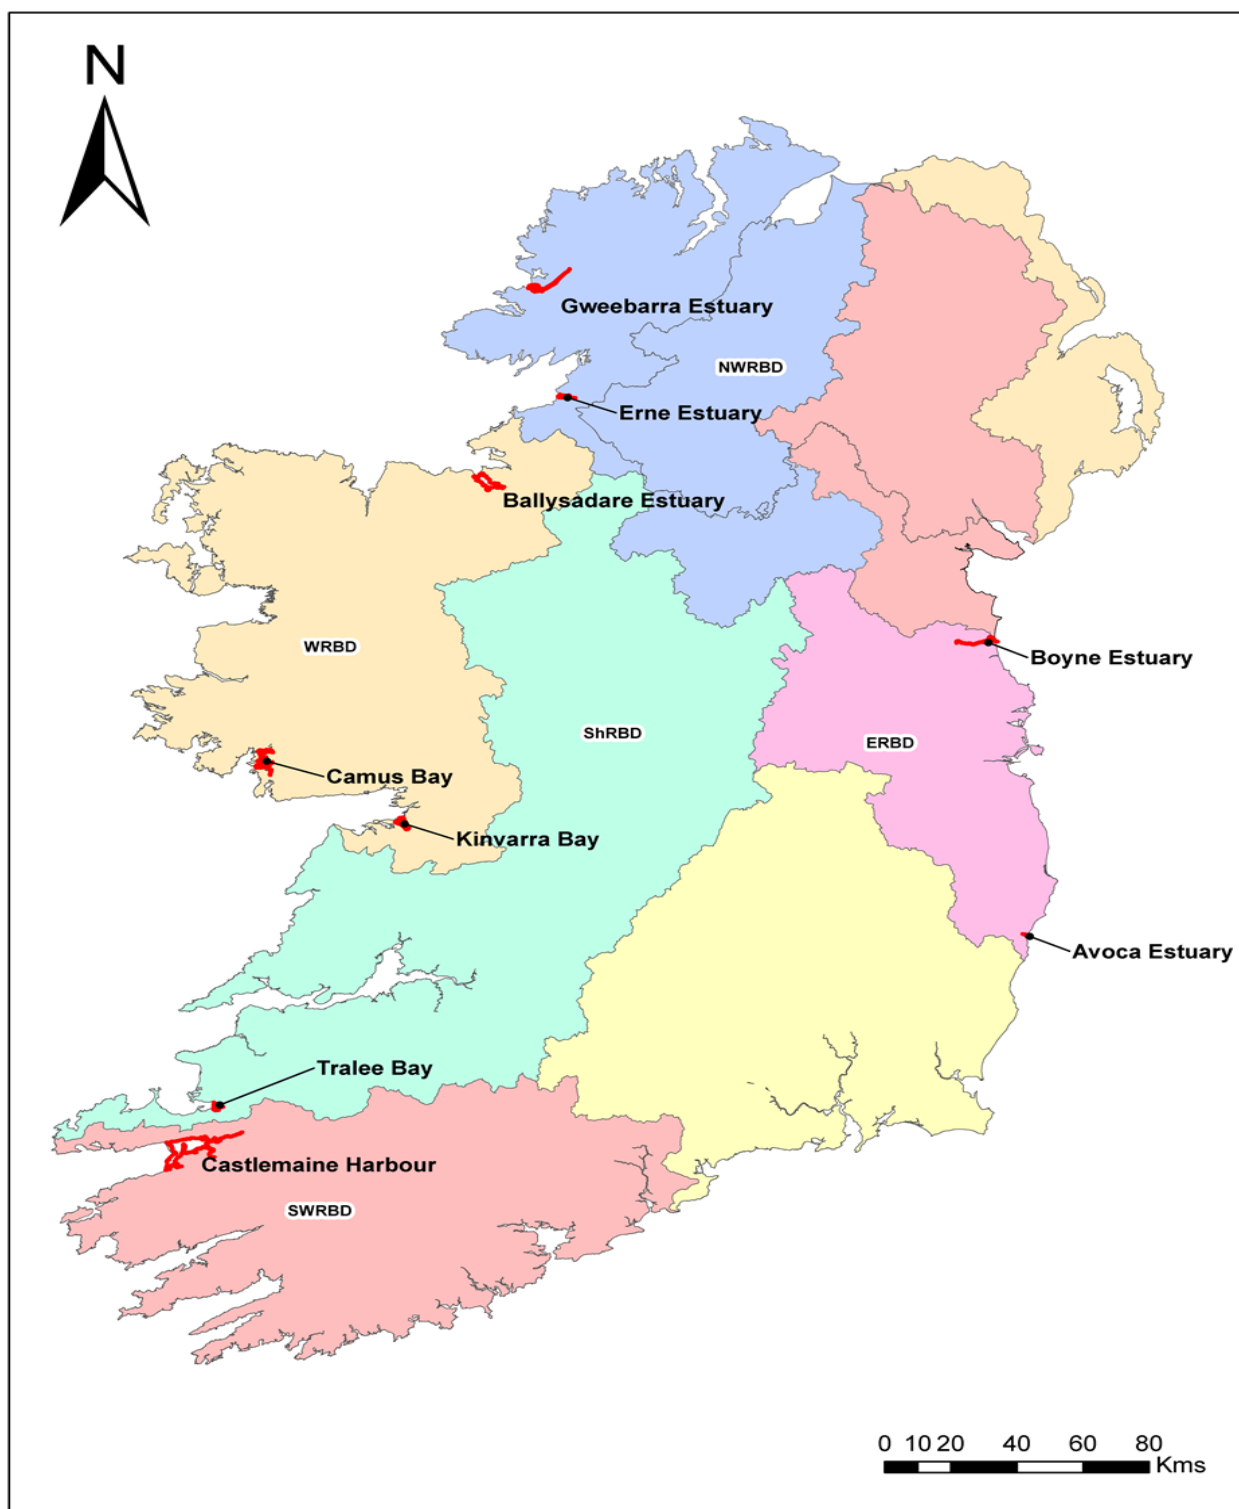 N
Gweebarra Estuary
NWRBD
Erne Estuary
Ballysadare Estuary
WRBD
Boyne Estuary
ShRBD
ERBD
Camus Bay
Kinvarra Bay
Avoca Estuary
Tralee Bay
Castlemaine Harbour
SWRBD
0 10 20 40 60 80
Kms